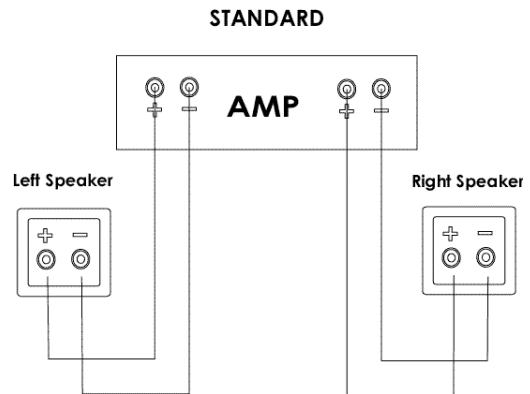 STANDARD
+ − AMP + −
Left Speaker
Right Speaker
+ −
+ −